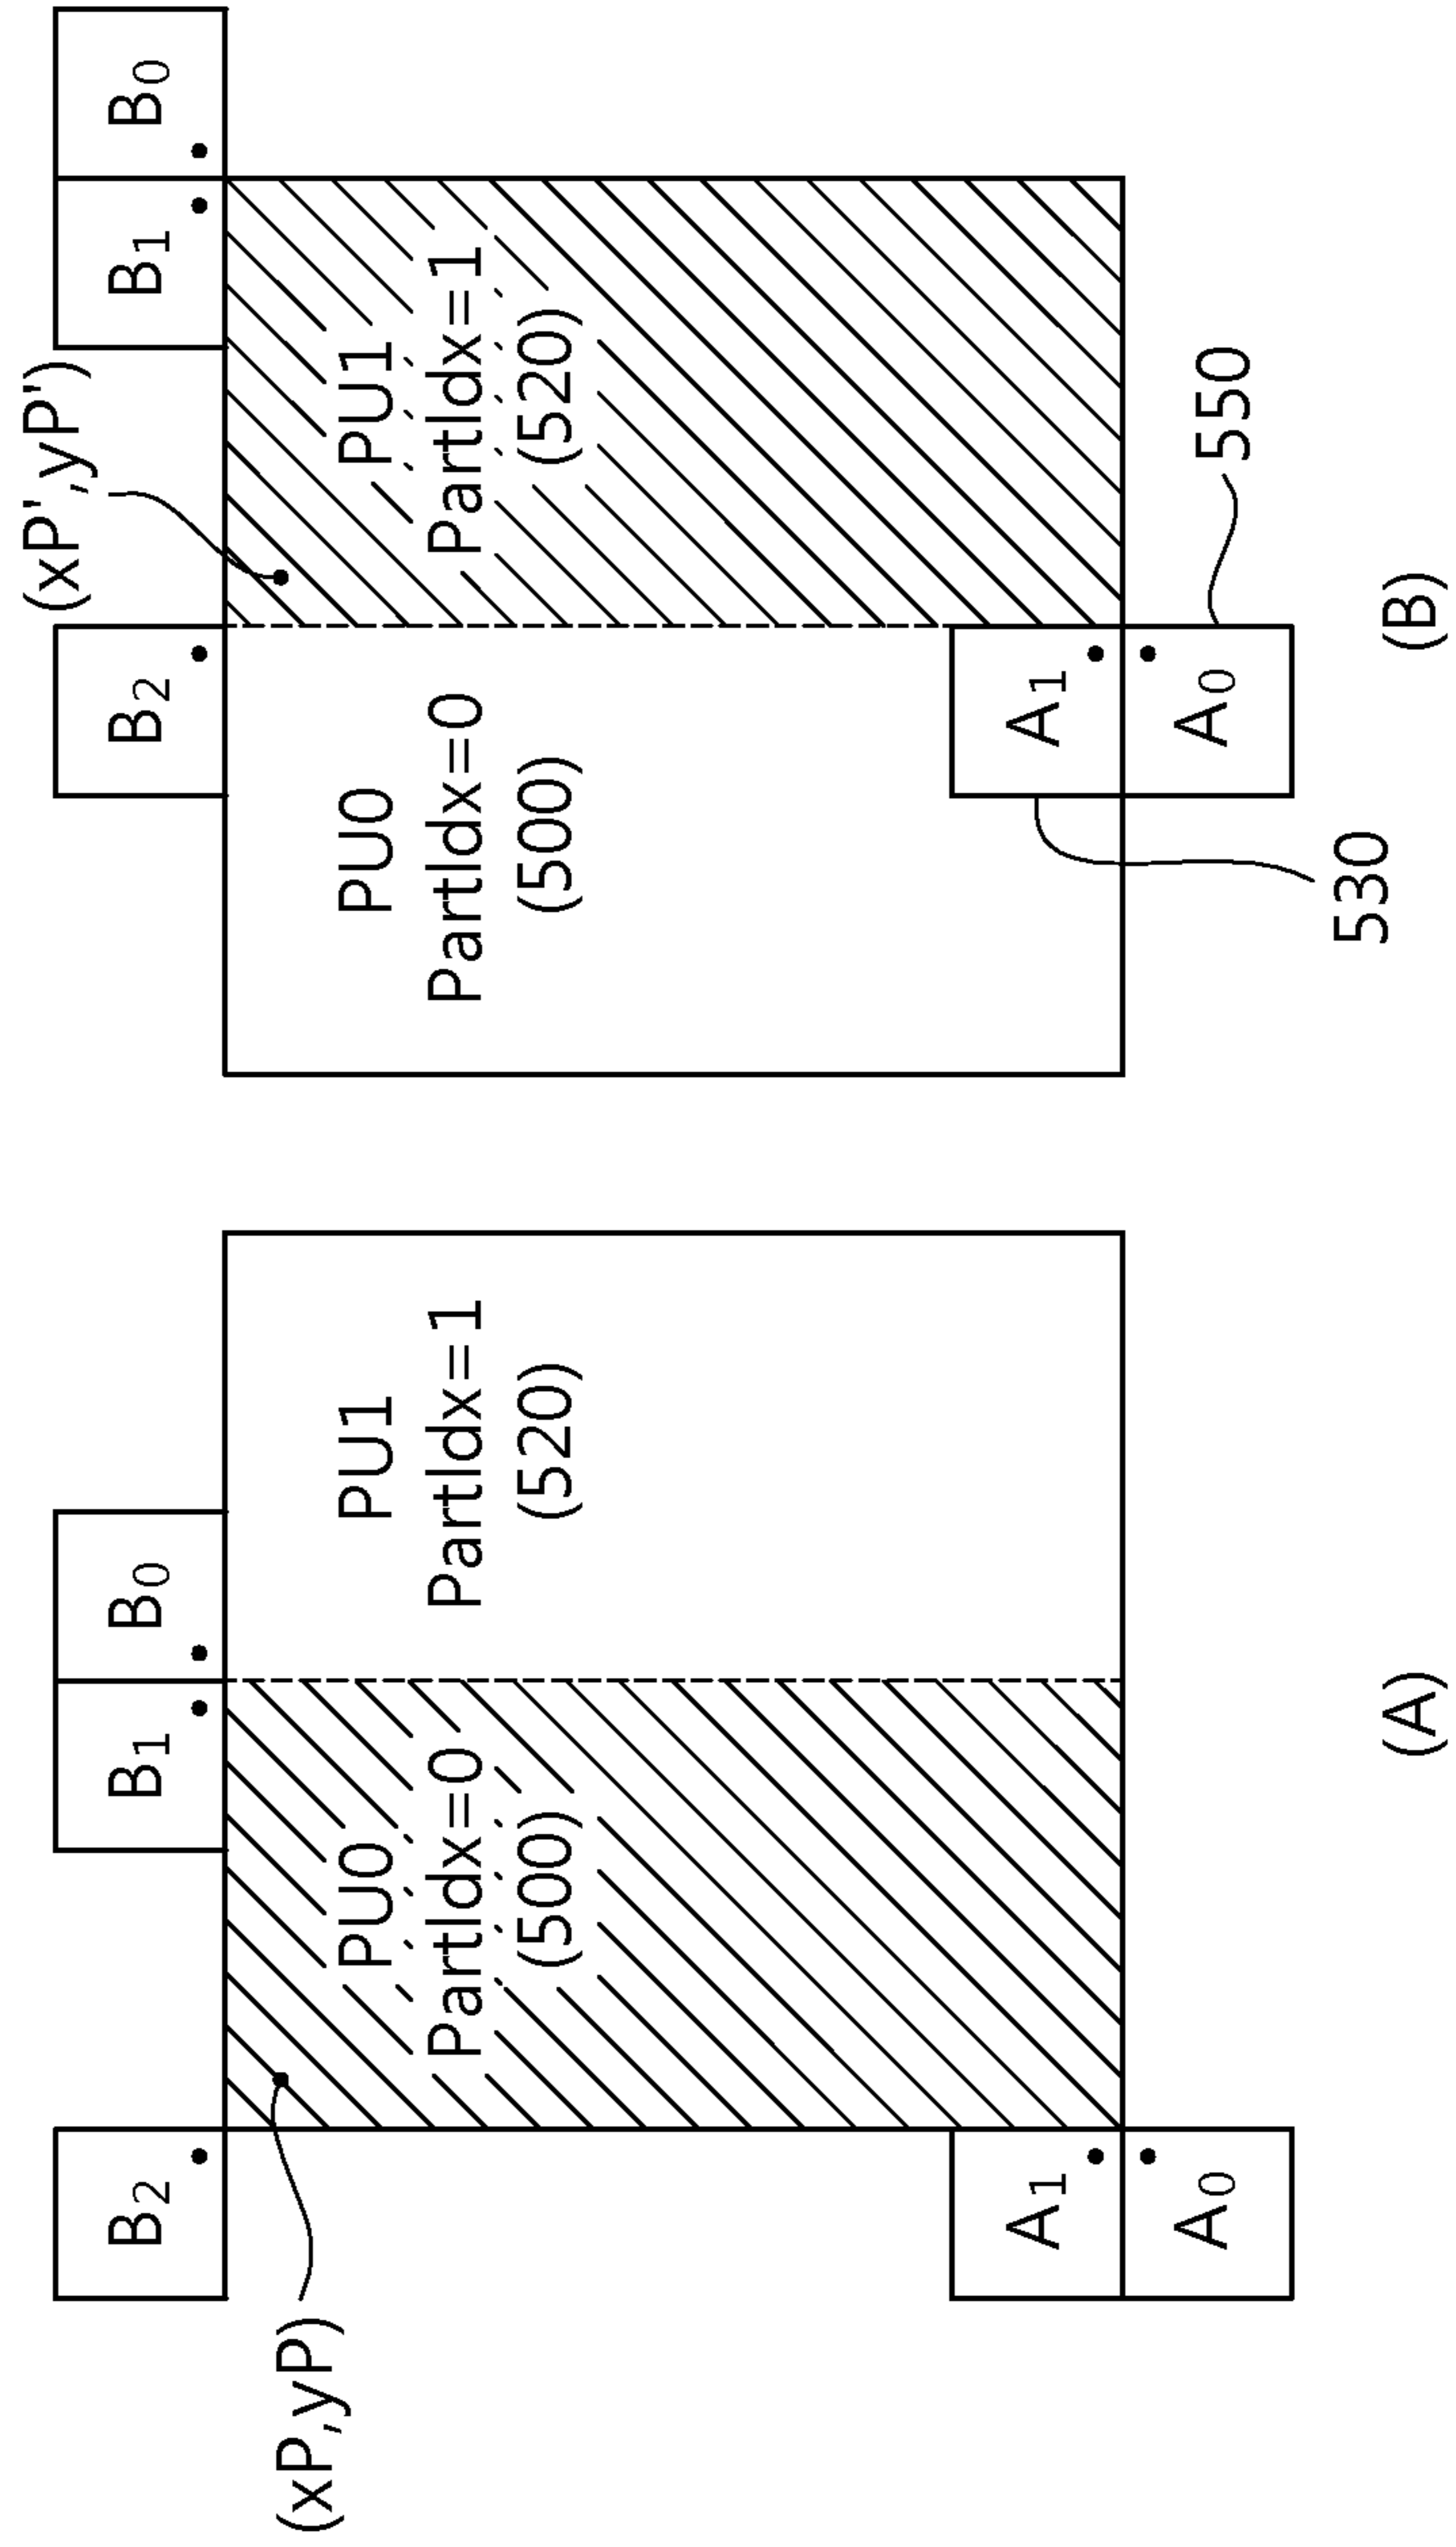 B₂
B₁
B₀
(xP,yP)
PU0
PartIdx=0
(500)
PU1
PartIdx=1
(520)
A₁
A₀
(A)
(xP',yP')
B₂
B₁
B₀
PU0
PartIdx=0
(500)
PU1
PartIdx=1
(520)
A₁
A₀
530
550
(B)